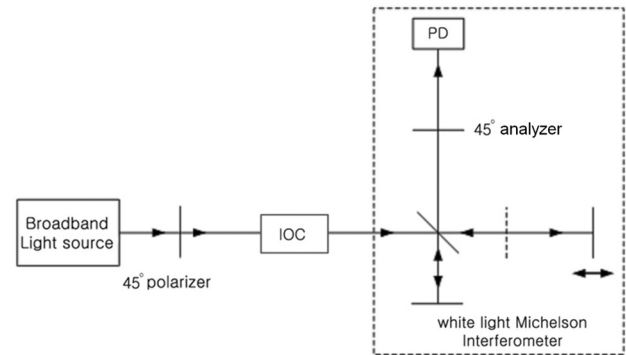 PD
45° analyzer
Broadband
Light source
IOC
45° polarizer
white light Michelson
Interferometer